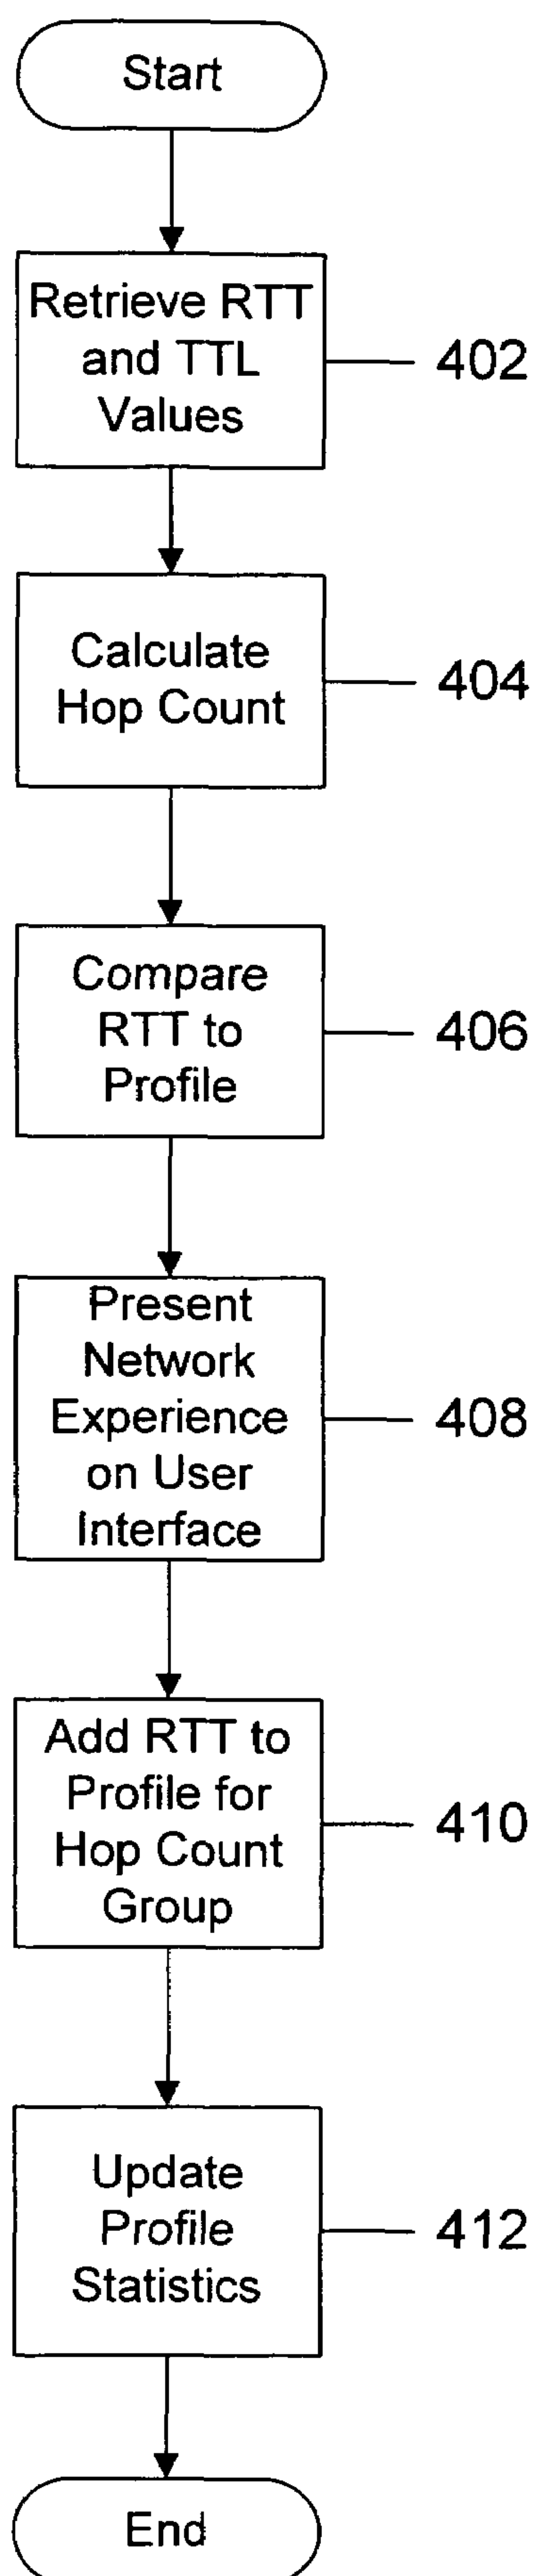 Start
Retrieve RTT
and TTL
Values
402
Calculate
Hop Count
404
Compare
RTT to
Profile
406
Present
Network
Experience
on User
Interface
408
Add RTT to
Profile for
Hop Count
Group
410
Update
Profile
Statistics
412
End